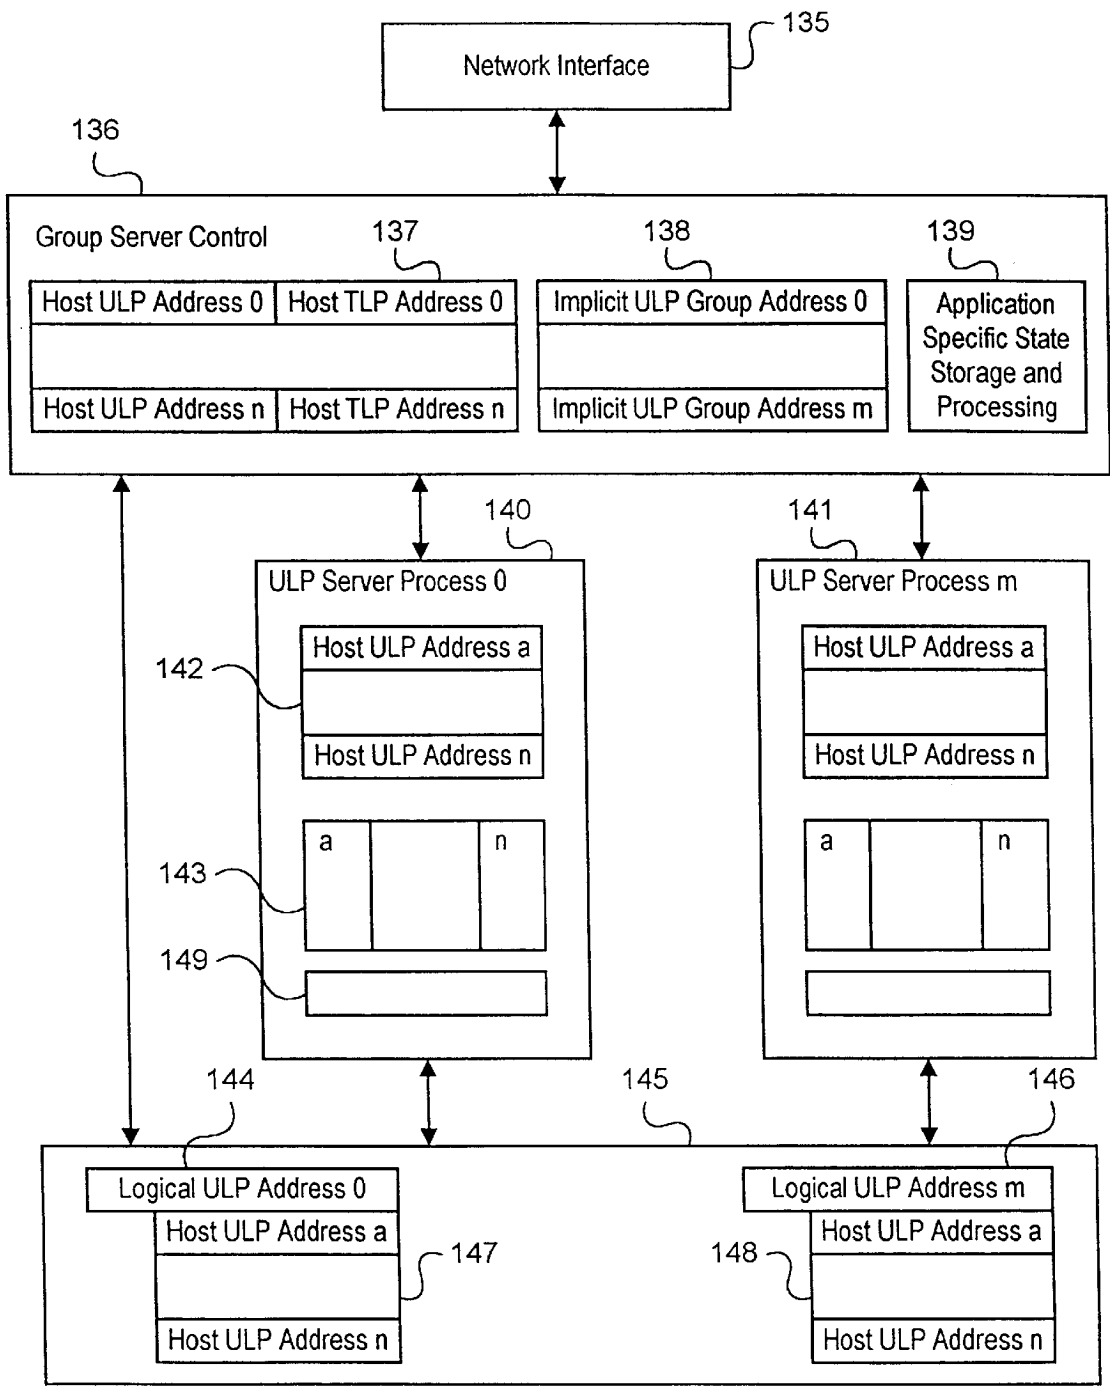 135
Network Interface
136
Group Server Control
137
138
139
Host ULP Address 0
Host TLP Address 0
Host ULP Address n
Host TLP Address n
Implicit ULP Group Address 0
Implicit ULP Group Address m
Application
Specific State
Storage and
Processing
140
141
ULP Server Process 0
Host ULP Address a
142
Host ULP Address n
a
n
143
149
ULP Server Process m
Host ULP Address a
Host ULP Address n
a
n
144
145
146
Logical ULP Address 0
Host ULP Address a
147
Host ULP Address n
Logical ULP Address m
Host ULP Address a
148
Host ULP Address n